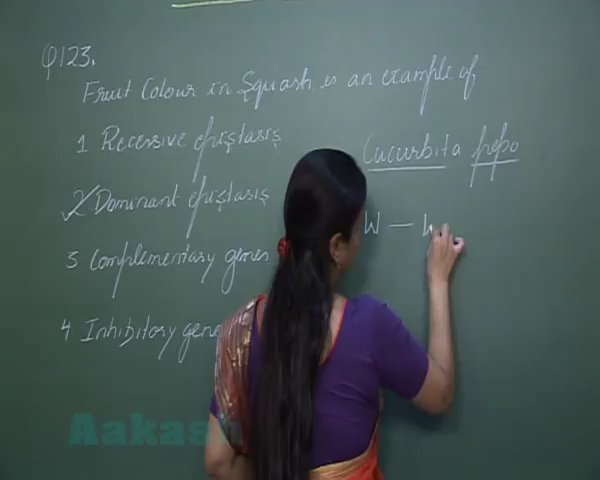 Q123.
Fruit Colour in Squash is an example of
1 Recessive epistasis
Cucurbita pepo
2 Dominant epistasis
W —
3 Complementary genes
4 Inhibitory gene
Aakash